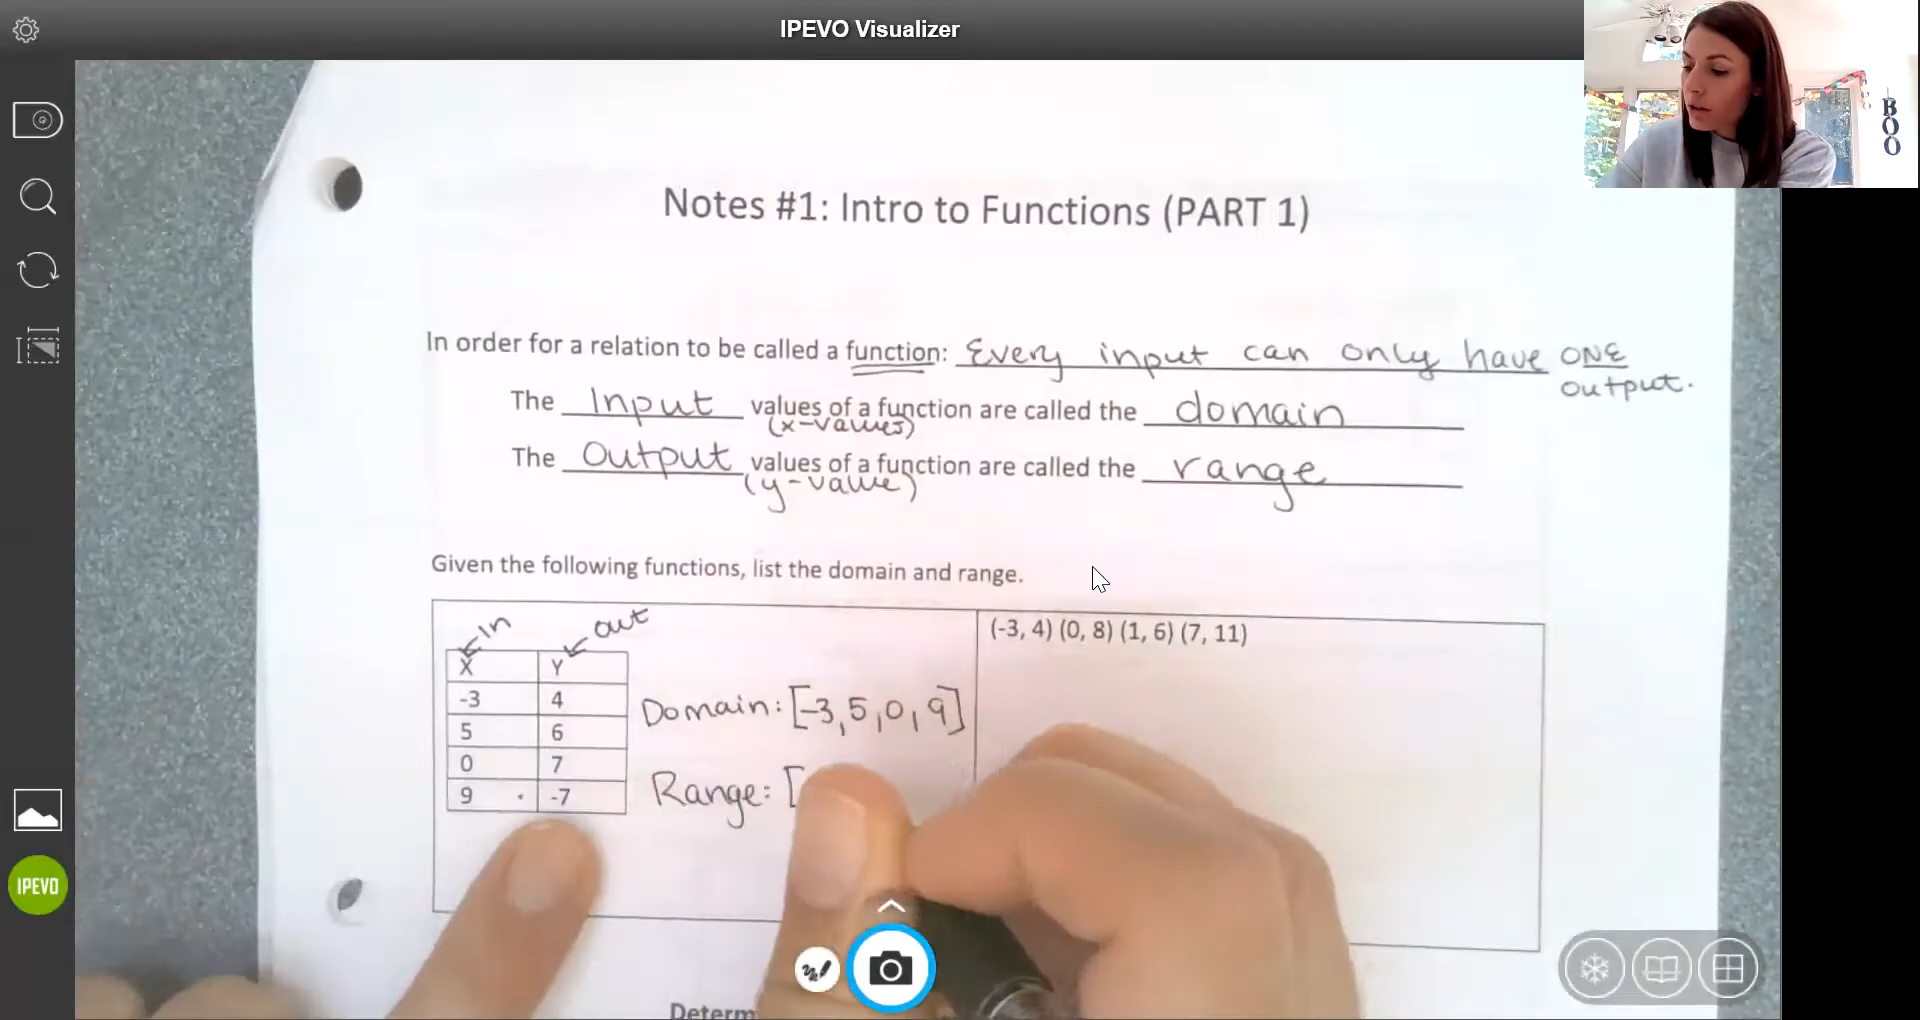 IPEVO Visualizer
BOO
Notes #1: Intro to Functions (PART 1)
In order for a relation to be called a function: Every input can only have ONE
output.
The Input values of a function are called the domain
(x-values)
The Output values of a function are called the range
(y-value)
Given the following functions, list the domain and range.
in out
X Y
-3 4
5 6
0 7
9 -7
Domain: [-3, 5, 0, 9]
Range: [
(-3, 4) (0, 8) (1, 6) (7, 11)
IPEVO
Determ